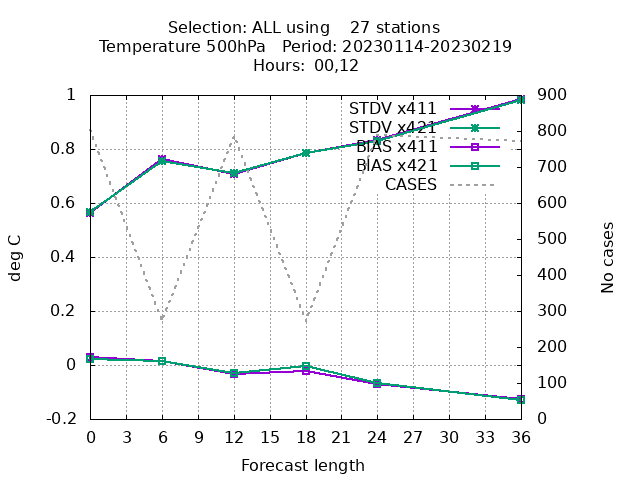 Selection: ALL using 27 stations
Temperature 500hPa Period: 20230114-20230219
Hours: 00,12
1
0.8
0.6
0.4
0.2
0
-0.2
deg C
STDV x411
STDV x421
BIAS x411
BIAS x421
CASES
900
800
700
600
500
400
300
200
100
0
No cases
0 3 6 9 12 15 18 21 24 27 30 33 36
Forecast length